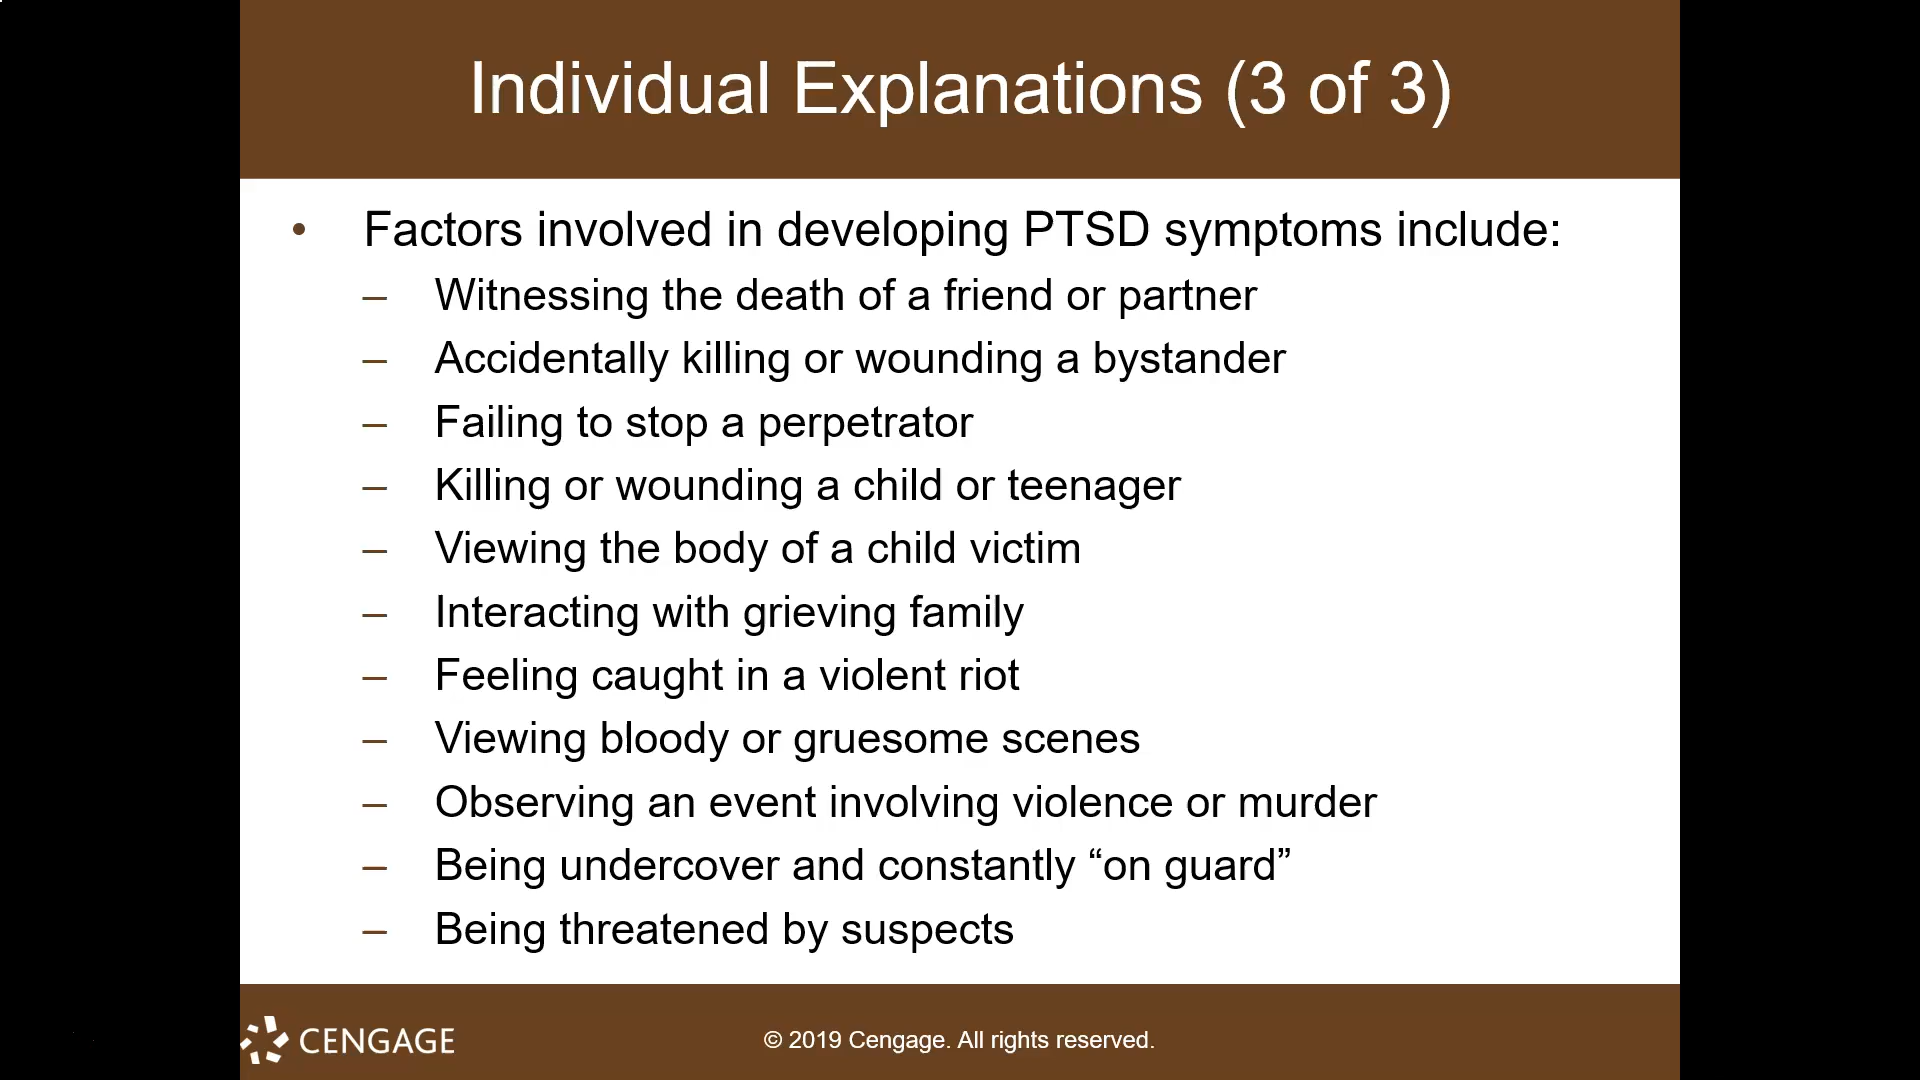 Individual Explanations (3 of 3)
• Factors involved in developing PTSD symptoms include:
– Witnessing the death of a friend or partner
– Accidentally killing or wounding a bystander
– Failing to stop a perpetrator
– Killing or wounding a child or teenager
– Viewing the body of a child victim
– Interacting with grieving family
– Feeling caught in a violent riot
– Viewing bloody or gruesome scenes
– Observing an event involving violence or murder
– Being undercover and constantly “on guard”
– Being threatened by suspects
CENGAGE
© 2019 Cengage. All rights reserved.